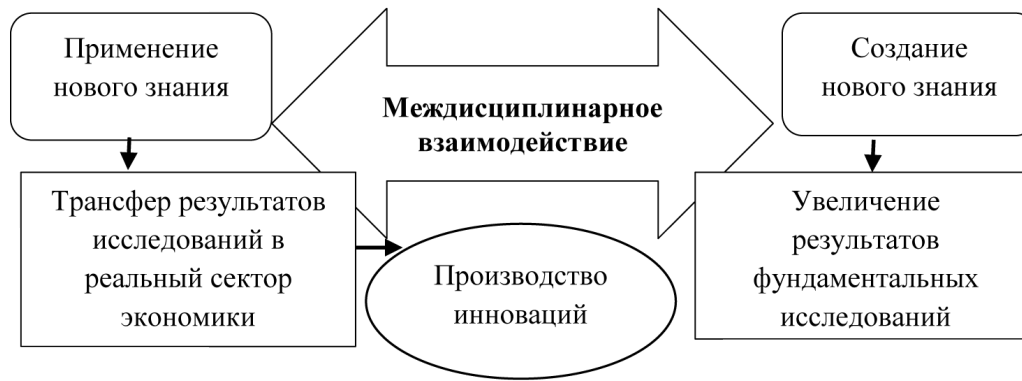 Применение
нового знания
Междисциплинарное
взаимодействие
Создание
нового знания
Трансфер результатов
исследований в
реальный сектор
экономики
Производство
инноваций
Увеличение
результатов
фундаментальных
исследований